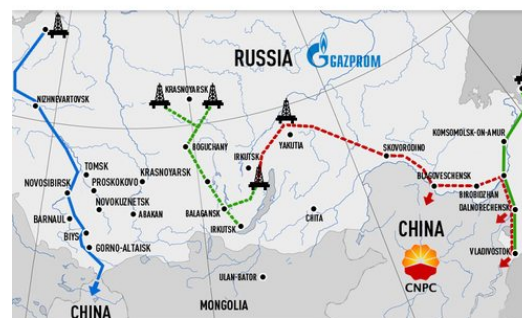 RUSSIA
GAZPROM
KRASNOYARSK
NIZHNEVARTOVSK
KOMSOMOLSK-ON-AMUR
YAKUTIA
BOGUCHANY
SKOVORODINO
IRKUTSK
TOMSK
KRASNOYARSK
BLAGOVESCHENSK
NOVOSIBIRSK
PROSKOKOVO
BIROBIDZHAN
NOVOKUZNETSK
DALNERECHENSK
BALAGANSK
BARNAUL
ABAKAN
CHITA
BIYS
IRKUTSK
CHINA
GORNO-ALTAISK
VLADIVOSTOK
ULAN-BATOR
CNPC
MONGOLIA
CHINA